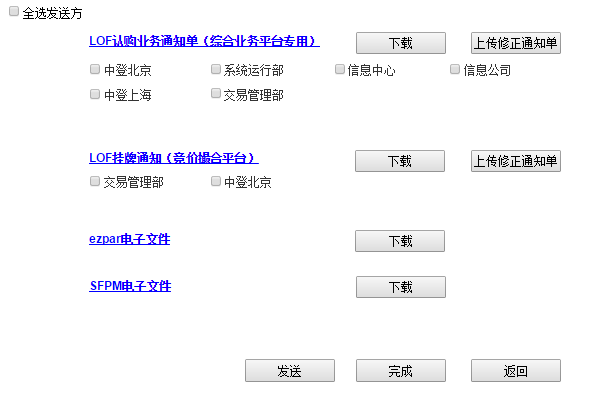 全选发送方
LOF认购业务通知单（综合业务平台专用） 下载 上传修正通知单
中登北京 系统运行部 信息中心 信息公司
中登上海 交易管理部
LOF挂牌通知（竞价撮合平台） 下载 上传修正通知单
交易管理部 中登北京
ezpar电子文件 下载
SFPM电子文件 下载
发送 完成 返回